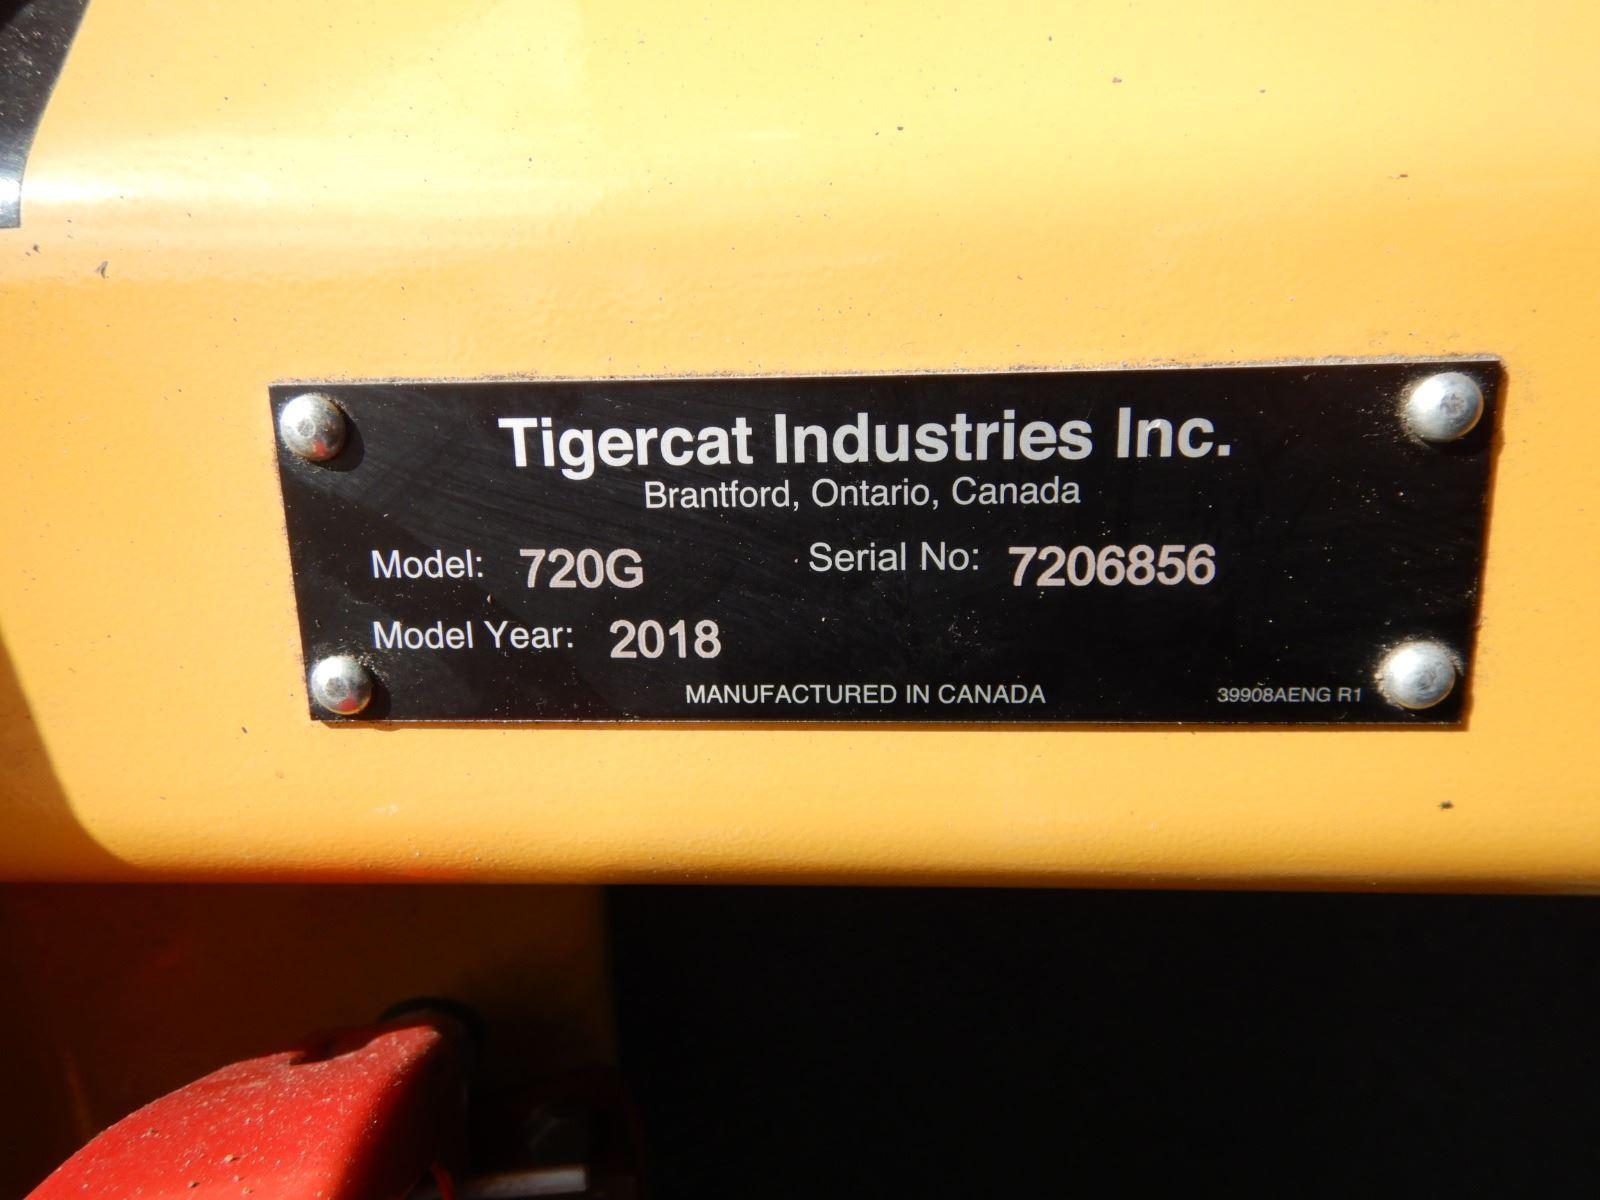 Tigercat Industries Inc.
Brantford, Ontario, Canada
Model: 720G Serial No: 7206856
Model Year: 2018
MANUFACTURED IN CANADA 39908AENG R1